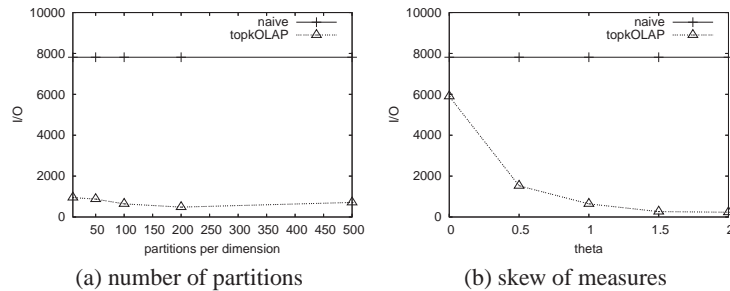 10000
8000
6000
4000
2000
0
I/O
naive
topkOLAP
50 100 150 200 250 300 350 400 450 500
partitions per dimension
(a) number of partitions
10000
8000
6000
4000
2000
0
I/O
naive
topkOLAP
0 0.5 1 1.5 2
theta
(b) skew of measures